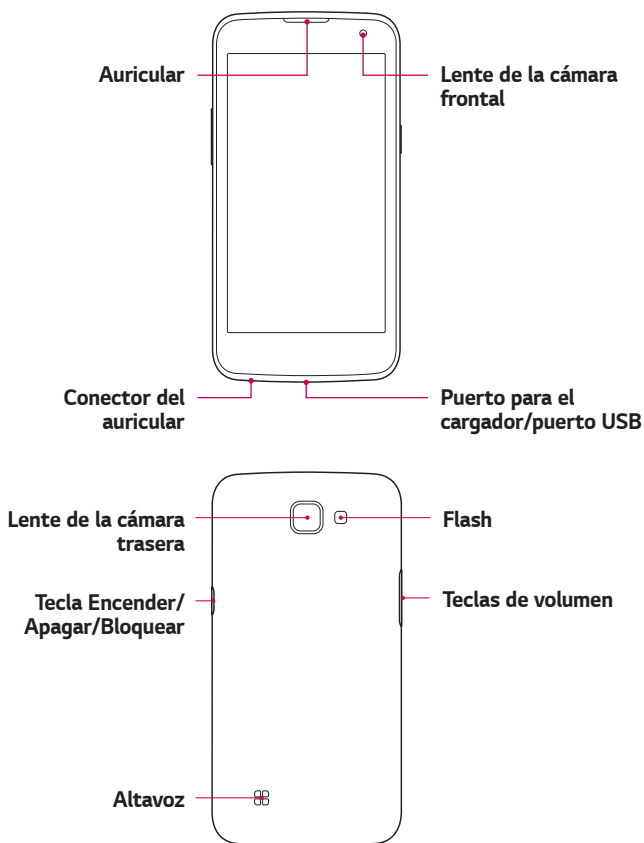 Auricular
Lente de la cámara
frontal
Conector del
auricular
Puerto para el
cargador/puerto USB
Lente de la cámara
trasera
Flash
Tecla Encender/
Apagar/Bloquear
Teclas de volumen
Altavoz